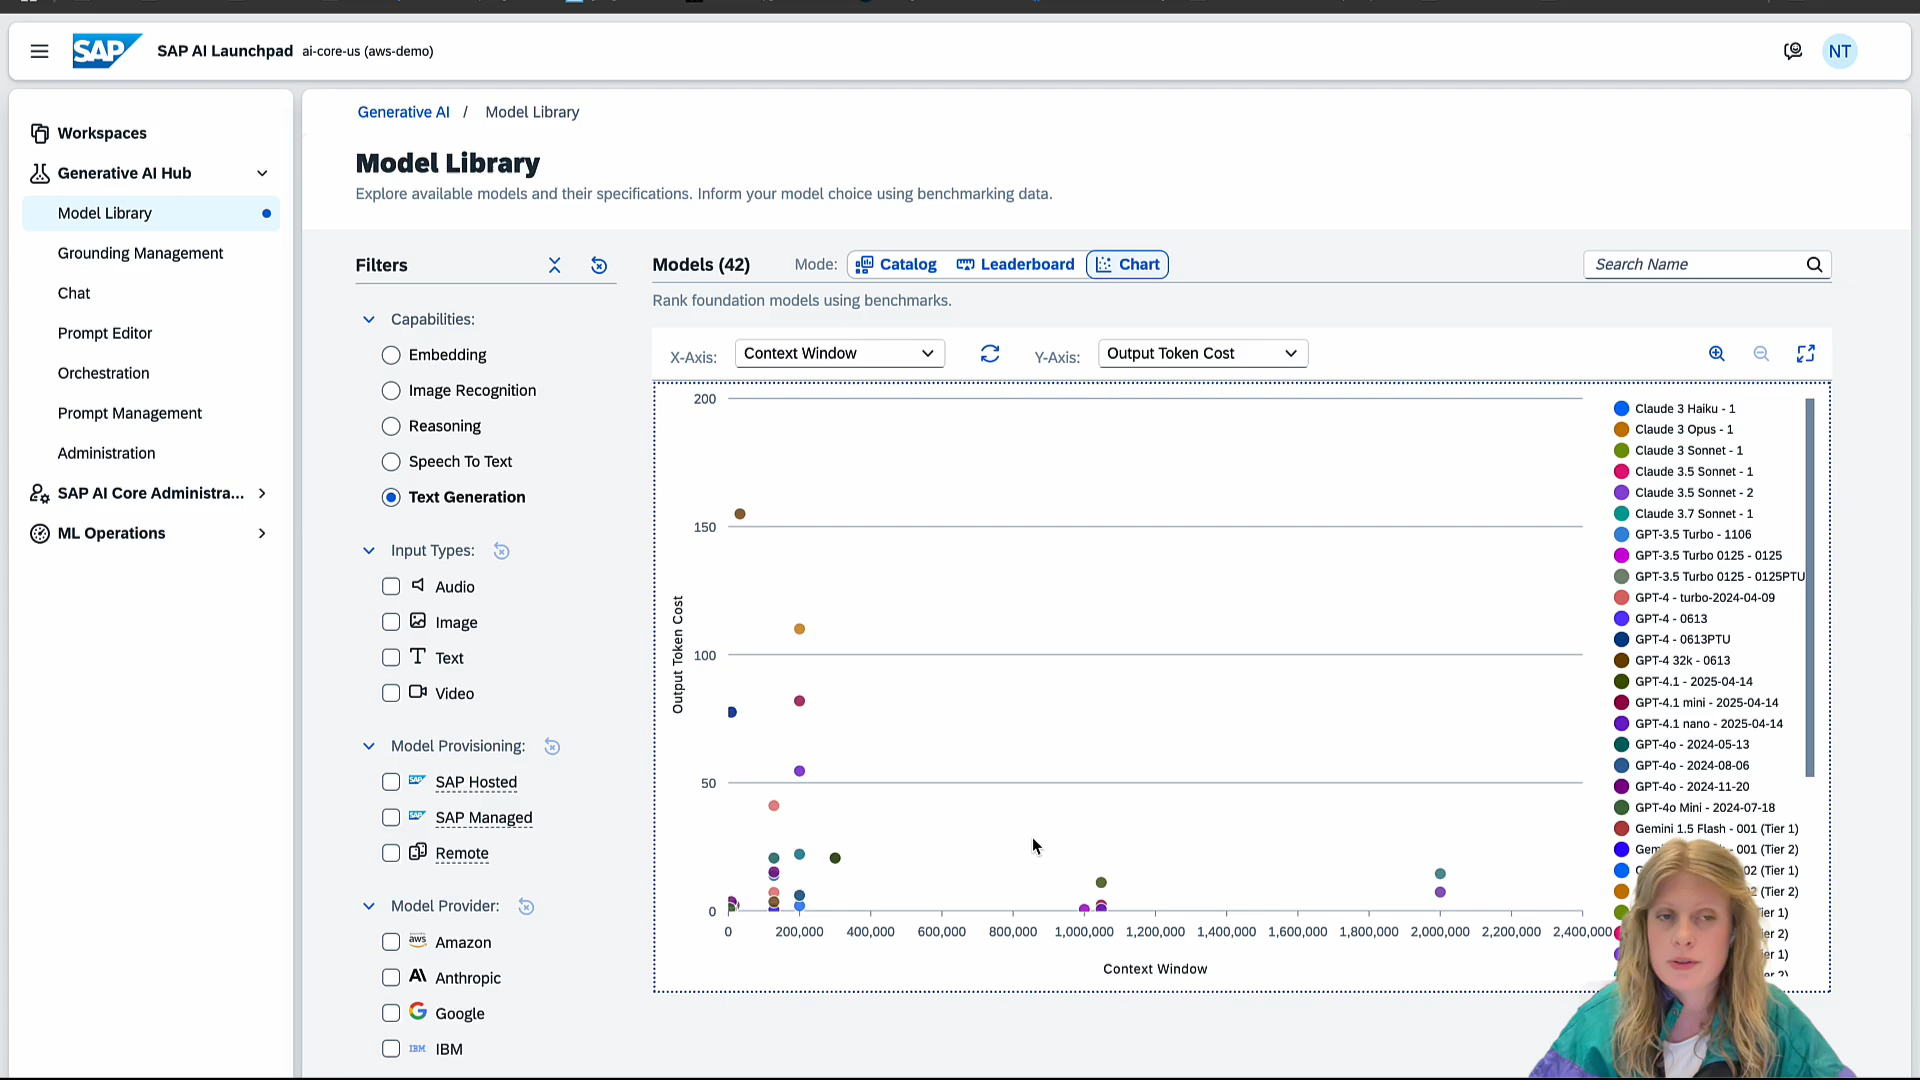 SAP SAP AI Launchpad ai-core-us (aws-demo)
NT
Workspaces
Generative AI Hub
Model Library
Grounding Management
Chat
Prompt Editor
Orchestration
Prompt Management
Administration
SAP AI Core Administra...
ML Operations
Generative AI / Model Library
Model Library
Explore available models and their specifications. Inform your model choice using benchmarking data.
Filters
Capabilities:
Embedding
Image Recognition
Reasoning
Speech To Text
Text Generation
Input Types:
Audio
Image
Text
Video
Model Provisioning:
SAP SAP Hosted
SAP SAP Managed
Remote
Model Provider:
aws Amazon
Anthropic
Google
IBM IBM
Models (42) Mode: Catalog Leaderboard Chart
Search Name
Rank foundation models using benchmarks.
X-Axis: Context Window Y-Axis: Output Token Cost
200
150
100
50
0
Output Token Cost
0 200,000 400,000 600,000 800,000 1,000,000 1,200,000 1,400,000 1,600,000 1,800,000 2,000,000 2,200,000 2,400,000
Context Window
Claude 3 Haiku - 1
Claude 3 Opus - 1
Claude 3 Sonnet - 1
Claude 3.5 Sonnet - 1
Claude 3.5 Sonnet - 2
Claude 3.7 Sonnet - 1
GPT-3.5 Turbo - 1106
GPT-3.5 Turbo 0125 - 0125
GPT-3.5 Turbo 0125 - 0125PTU
GPT-4 - turbo-2024-04-09
GPT-4 - 0613
GPT-4 - 0613PTU
GPT-4 32k - 0613
GPT-4.1 - 2025-04-14
GPT-4.1 mini - 2025-04-14
GPT-4.1 nano - 2025-04-14
GPT-4o - 2024-05-13
GPT-4o - 2024-08-06
GPT-4o - 2024-11-20
GPT-4o Mini - 2024-07-18
Gemini 1.5 Flash - 001 (Tier 1)
- 001 (Tier 2)
02 (Tier 1)
(Tier 2)